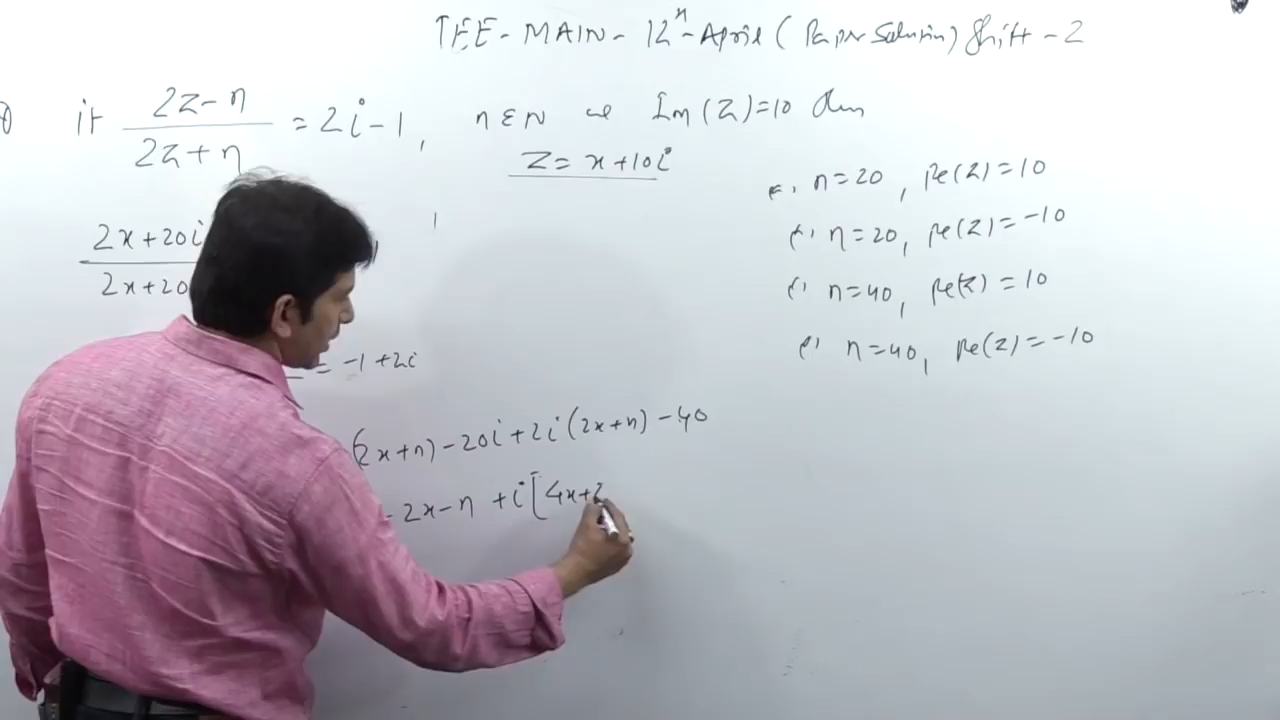 JEE-MAIN-12th-April (Paper Solution) Shift-2
if (2z-n)/(2z+n) = 2i-1, n∈N Im(z)=10 then
z = x+10i
n=20, Re(z)=10
n=20, Re(z)=-10
n=40, Re(z)=10
n=40, Re(z)=-10
2x+20i
2x+20
= -1+2i
(2x+n)-20i+2i(2x+n)-40
-2x-n+i[4x+2